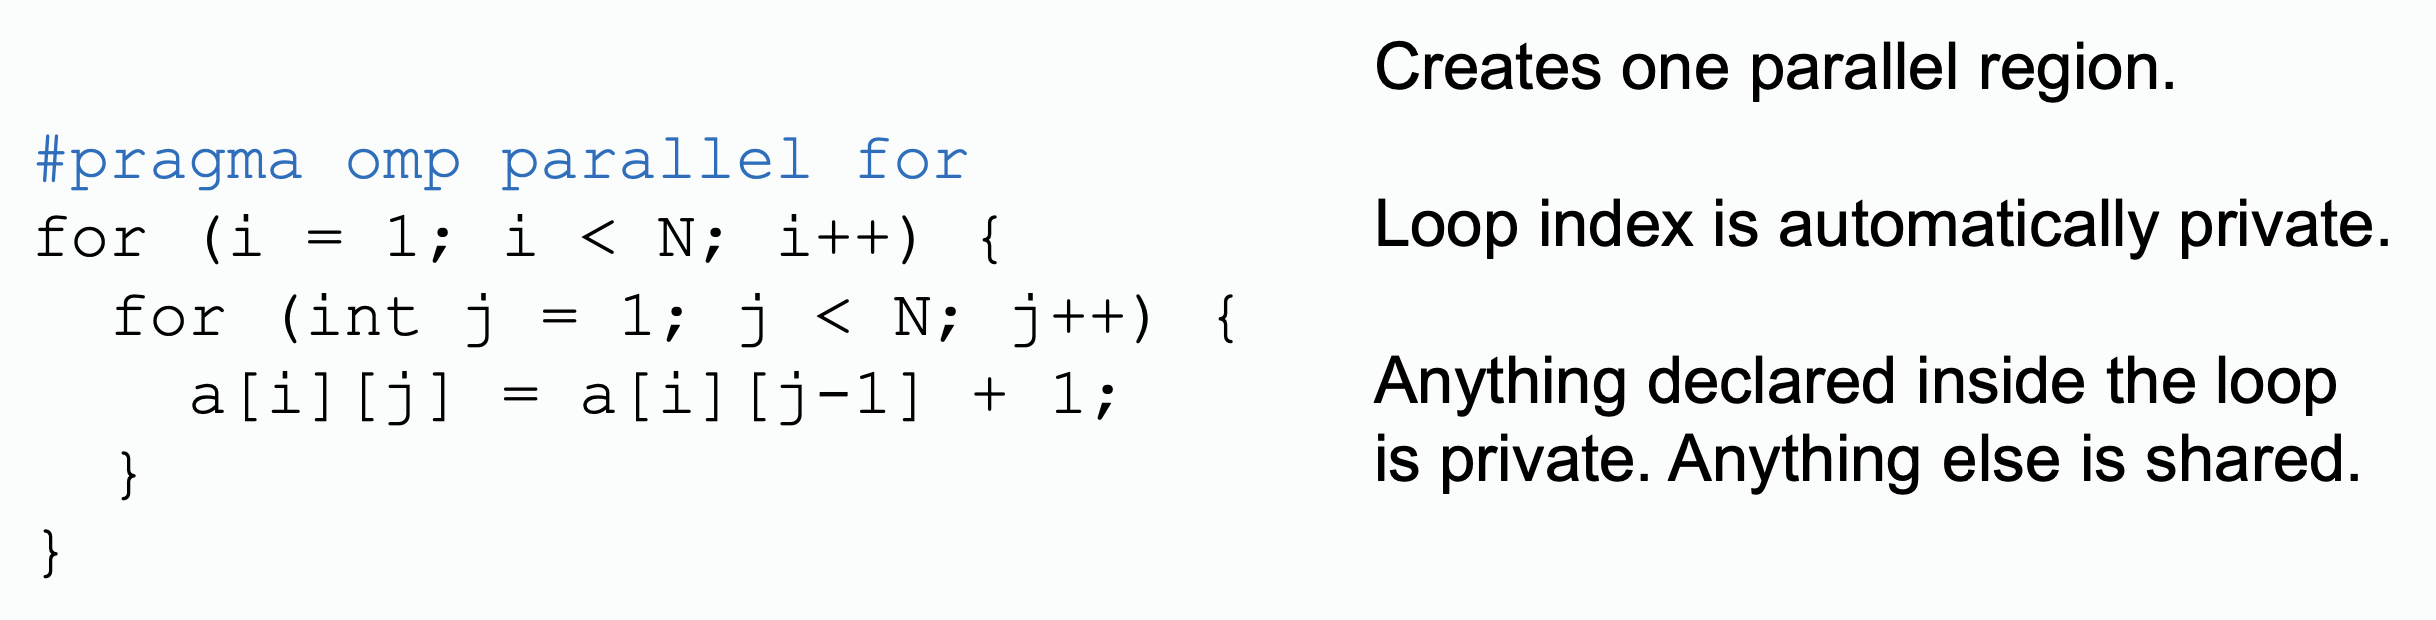 #pragma omp parallel for
for (i = 1; i < N; i++) {
  for (int j = 1; j < N; j++) {
    a[i][j] = a[i][j-1] + 1;
  }
}
Creates one parallel region.
Loop index is automatically private.
Anything declared inside the loop
is private. Anything else is shared.